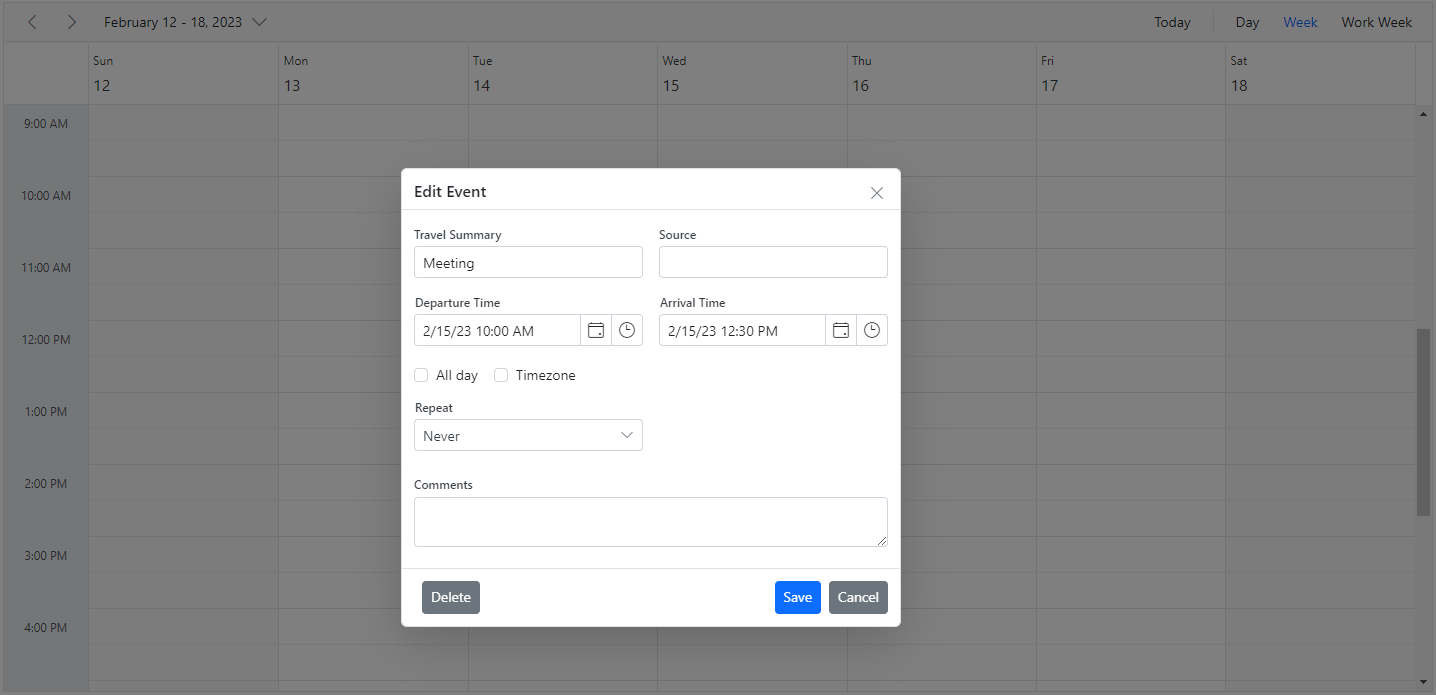 February 12 - 18, 2023 Today Day Week Work Week
Sun Mon Tue Wed Thu Fri Sat
12 13 14 15 16 17 18
9:00 AM
10:00 AM
11:00 AM
12:00 PM
1:00 PM
2:00 PM
3:00 PM
4:00 PM
Edit Event
Travel Summary Source
Meeting
Departure Time Arrival Time
2/15/23 10:00 AM 2/15/23 12:30 PM
All day Timezone
Repeat
Never
Comments
Delete Save Cancel